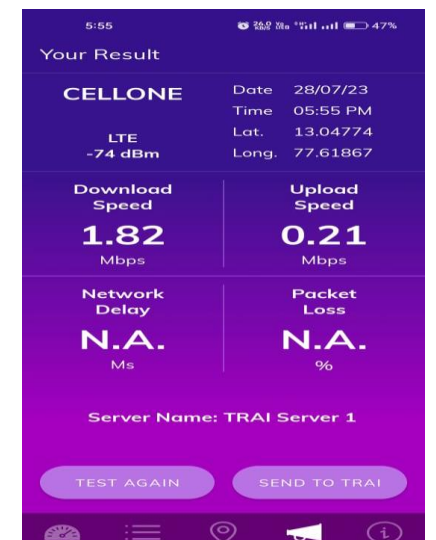 5:55 47%
Your Result
CELLONE
LTE
-74 dBm
Date 28/07/23
Time 05:55 PM
Lat. 13.04774
Long. 77.61867
Download Speed
1.82
Mbps
Upload Speed
0.21
Mbps
Network Delay
N.A.
Ms
Packet Loss
N.A.
%
Server Name: TRAI Server 1
TEST AGAIN
SEND TO TRAI